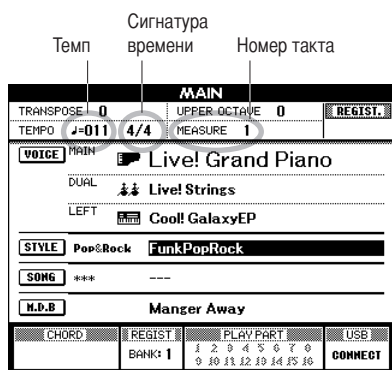 Сигнатура
Темп времени Номер такта
MAIN
TRANSPOSE 0 UPPER OCTAVE 0 REGIST.
TEMPO ♩=011 4/4 MEASURE 1
VOICE MAIN Live! Grand Piano
DUAL Live! Strings
LEFT Cool! GalaxyEP
STYLE Pop&Rock FunkPopRock
SONG *** ---
M.D.B Manger Away
CHORD REGIST PLAY PART USB
BANK: 1 1 2 3 4 5 6 7 8 CONNECT
9 10 11 12 13 14 15 16